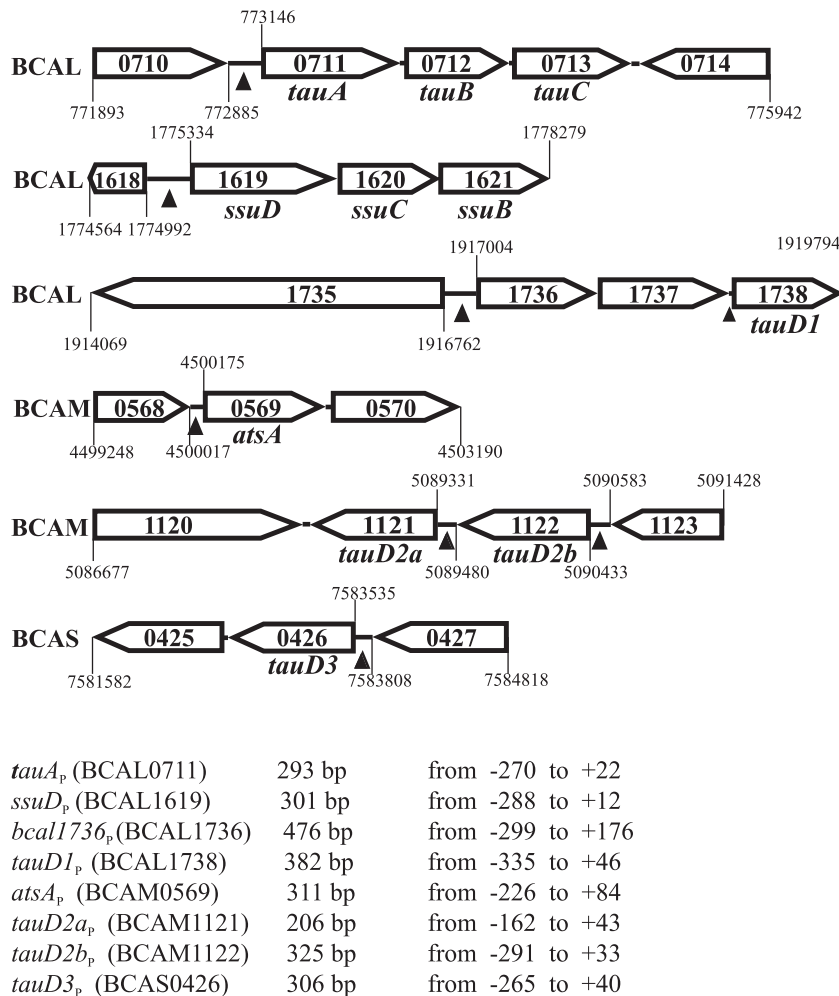 773146
BCAL 0710 0711 0712 0713 0714
tauA tauB tauC
771893 772885 775942
1775334 1778279
BCAL 1618 1619 1620 1621
ssuD ssuC ssuB
1774564 1774992
1917004 1919794
BCAL 1735 1736 1737 1738
tauD1
1914069 1916762
4500175
BCAM 0568 0569 0570
atsA
4499248 4500017 4503190
5089331 5090583 5091428
BCAM 1120 1121 1122 1123
tauD2a tauD2b
5086677 5089480 5090433
7583535
BCAS 0425 0426 0427
tauD3
7581582 7583808 7584818
tauAP (BCAL0711) 293 bp from -270 to +22
ssuDP (BCAL1619) 301 bp from -288 to +12
bcal1736P(BCAL1736) 476 bp from -299 to +176
tauD1P (BCAL1738) 382 bp from -335 to +46
atsAP (BCAM0569) 311 bp from -226 to +84
tauD2aP (BCAM1121) 206 bp from -162 to +43
tauD2bP (BCAM1122) 325 bp from -291 to +33
tauD3P (BCAS0426) 306 bp from -265 to +40